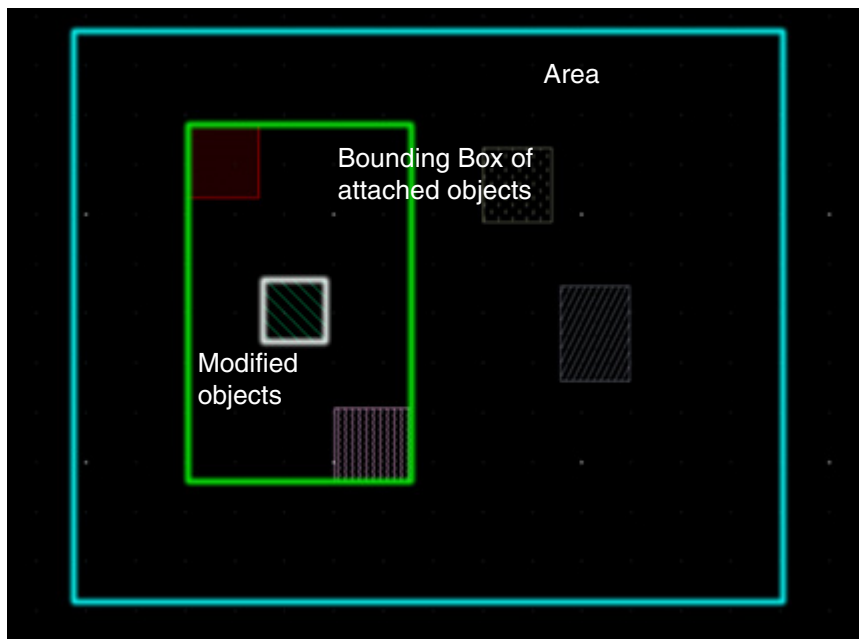 Area
Bounding Box of
attached objects
Modified
objects